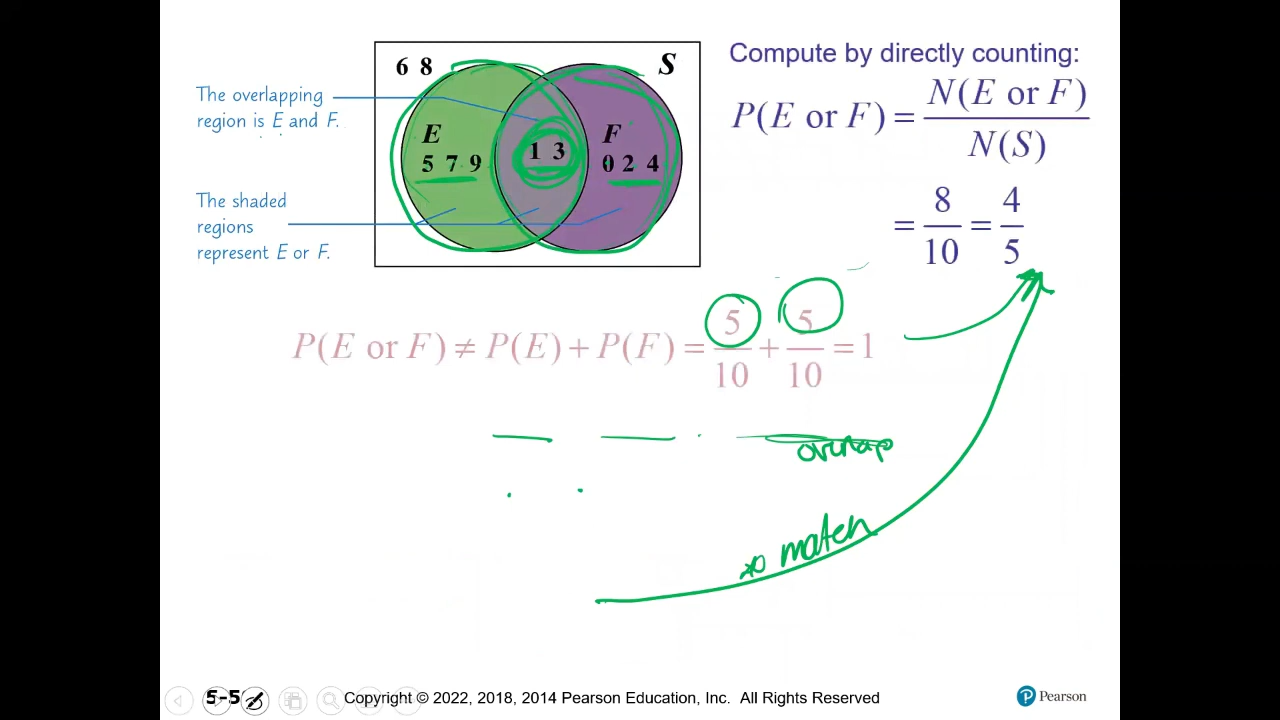 6 8
S
The overlapping
region is E and F.
E
F
5 7 9
1 3
0 2 4
The shaded
regions
represent E or F.
Compute by directly counting:
P(E or F) = N(E or F) / N(S)
= 8/10 = 4/5
P(E or F) ≠ P(E) + P(F) = 5/10 + 5/10 = 1
overlap
match
5-5
Copyright © 2022, 2018, 2014 Pearson Education, Inc. All Rights Reserved
P Pearson